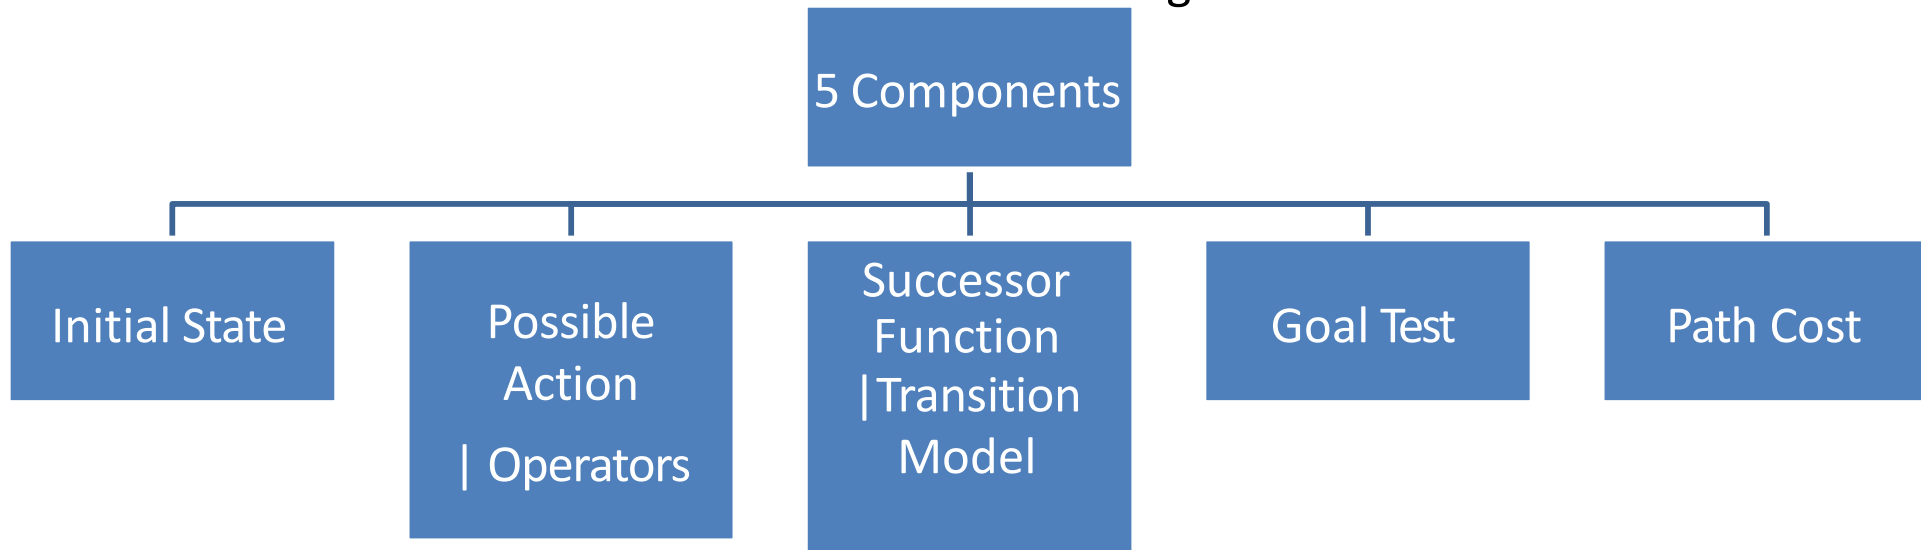 5 Components
Initial State
Possible
Action
| Operators
Successor
Function
|Transition
Model
Goal Test
Path Cost